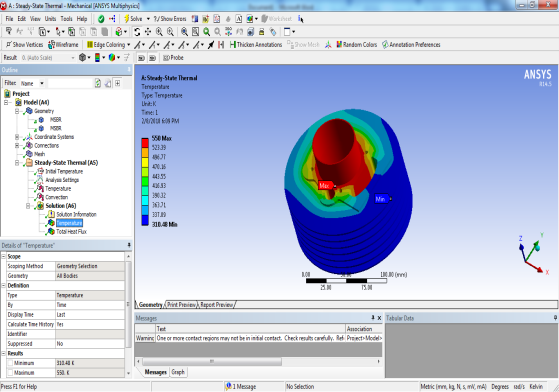 A : Steady-State Thermal - Mechanical [ANSYS Multiphysics]
File Edit View Units Tools Help Solve ?/Show Errors Worksheet
Show Vertices Wireframe Edge Coloring Thicken Annotations Show Mesh Random Colors Annotation Preferences
Result 0. (Auto Scale) Probe
Outline
Filter: Name
Project
Model (A4)
Geometry
MSBR
MSBR
Coordinate Systems
Connections
Mesh
Steady-State Thermal (A5)
Initial Temperature
Analysis Settings
Temperature
Convection
Solution (A6)
Solution Information
Temperature
Total Heat Flux
Details of "Temperature"
Scope
Scoping Method Geometry Selection
Geometry All Bodies
Definition
Type Temperature
By Time
Display Time Last
Calculate Time History Yes
Identifier
Suppressed No
Results
Minimum 310.48 K
Maximum 550. K
A: Steady-State Thermal
Temperature
Type: Temperature
Unit: K
Time: 1
2/8/2018 6:09 PM
550 Max
523.39
496.77
470.16
443.55
416.93
390.32
363.71
337.09
310.48 Min
ANSYS
R14.5
Max
Min
0.00 50.00 100.00 (mm)
25.00 75.00
Z
Y
X
Geometry Print Preview Report Preview
Messages
Text Association
Warning One or more contact regions may not be in initial contact. Check results carefully. Project>Model>
Messages Graph
Tabular Data
Press F1 for Help 1 Message No Selection Metric (mm, kg, N, s, mV, mA) Degrees rad/s Kelvin